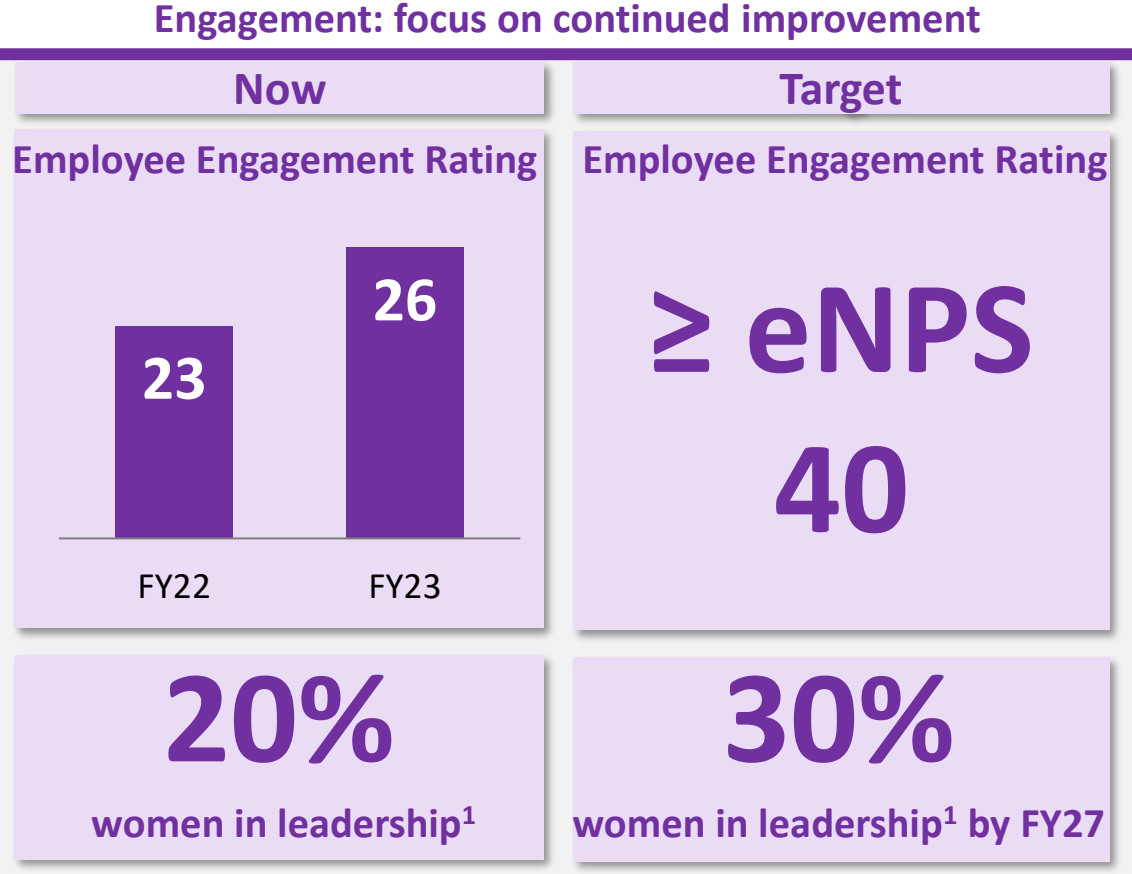 Engagement: focus on continued improvement
Now
Employee Engagement Rating
23
26
FY22
FY23
20%
women in leadership¹
Target
Employee Engagement Rating
≥ eNPS
40
30%
women in leadership¹ by FY27